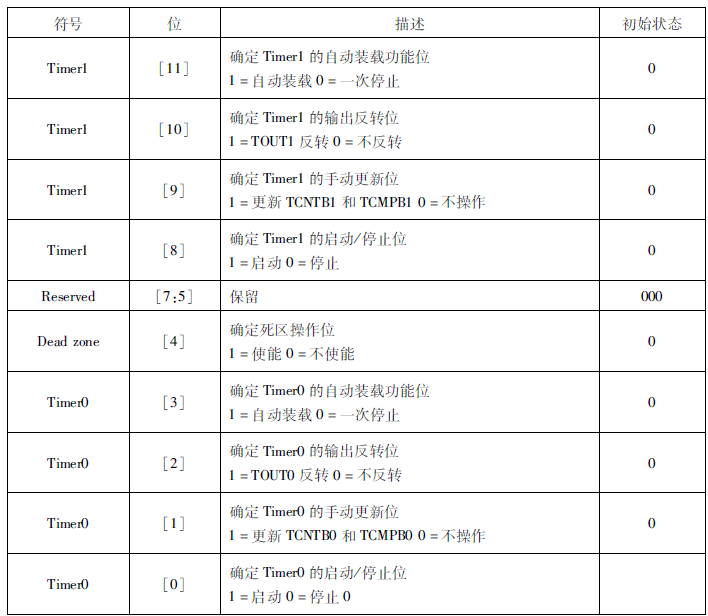 符号 位 描述 初始状态
Timer1 [11] 确定 Timer1 的自动装载功能位 0
1 = 自动装载 0 = 一次停止
Timer1 [10] 确定 Timer1 的输出反转位 0
1 = TOUT1 反转 0 = 不反转
Timer1 [9] 确定 Timer1 的手动更新位 0
1 = 更新 TCNTB1 和 TCMPB1 0 = 不操作
Timer1 [8] 确定 Timer1 的启动/停止位 0
1 = 启动 0 = 停止
Reserved [7:5] 保留 000
Dead zone [4] 确定死区操作位 0
1 = 使能 0 = 不使能
Timer0 [3] 确定 Timer0 的自动装载功能位 0
1 = 自动装载 0 = 一次停止
Timer0 [2] 确定 Timer0 的输出反转位 0
1 = TOUT0 反转 0 = 不反转
Timer0 [1] 确定 Timer0 的手动更新位 0
1 = 更新 TCNTB0 和 TCMPB0 0 = 不操作
Timer0 [0] 确定 Timer0 的启动/停止位
1 = 启动 0 = 停止 0